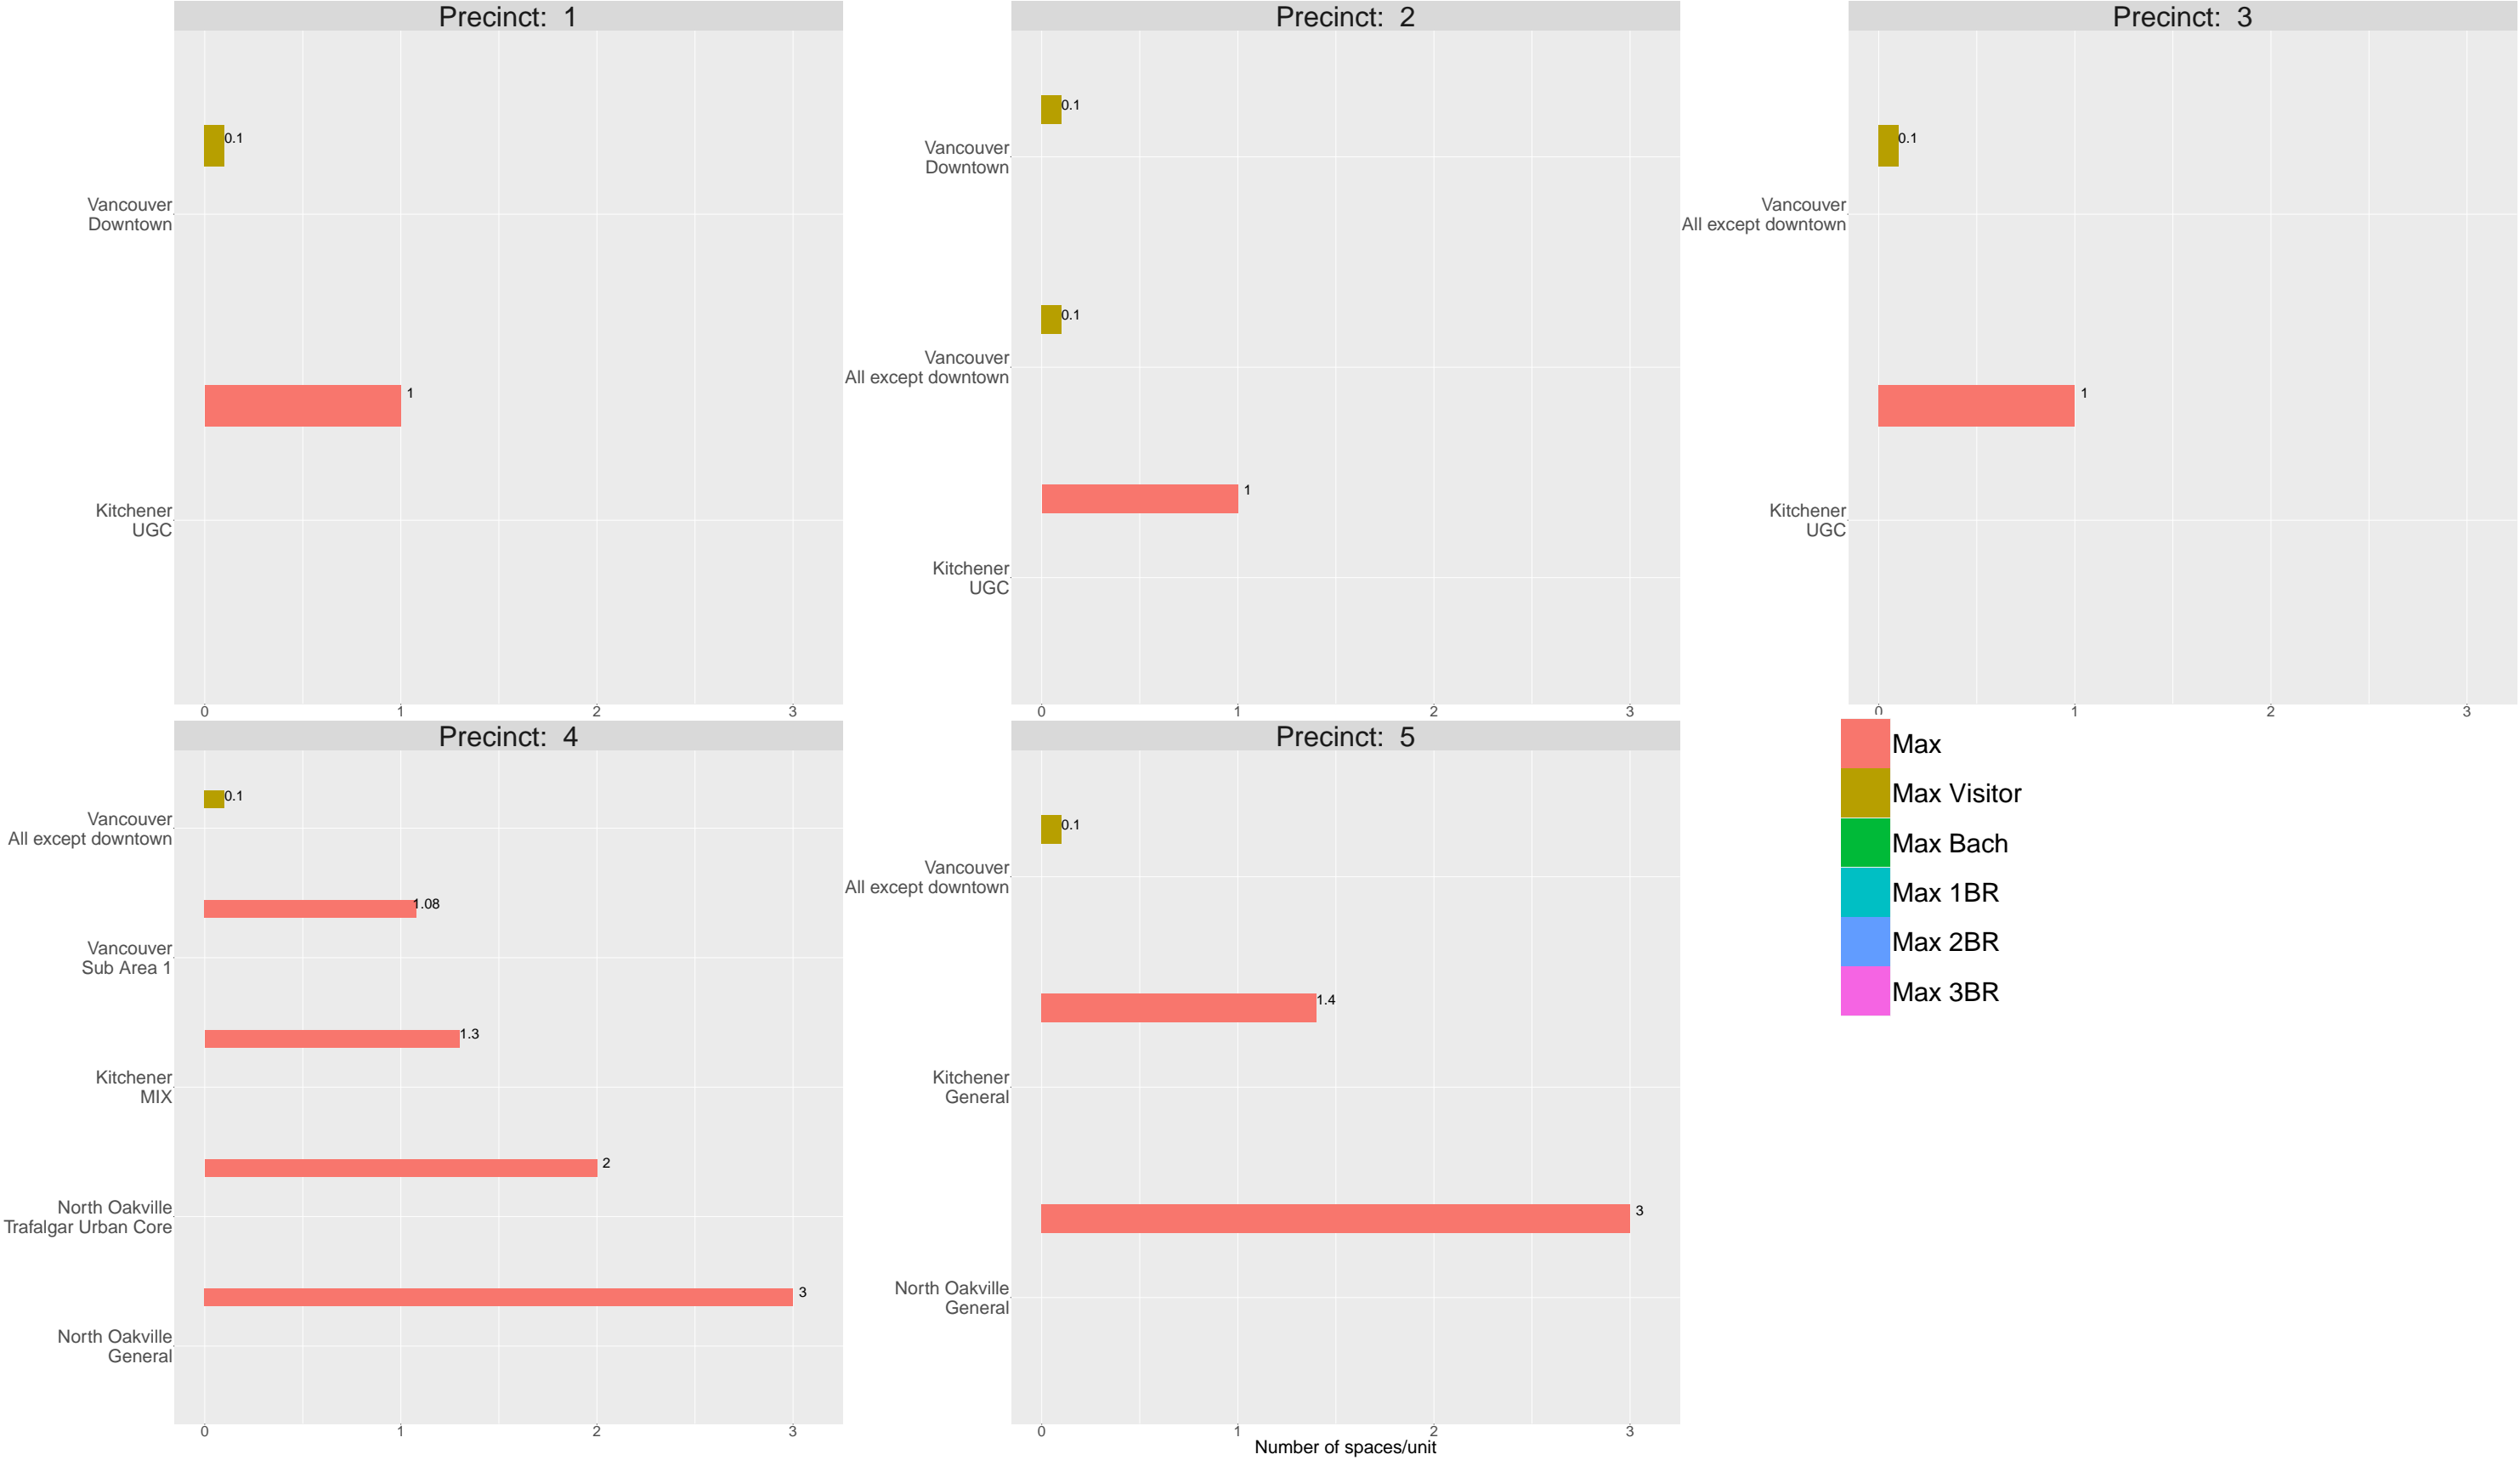 Precinct: 1
0.1
Vancouver
Downtown
1
Kitchener
UGC
0 1 2 3
Precinct: 2
0.1
Vancouver
Downtown
0.1
Vancouver
All except downtown
1
Kitchener
UGC
0 1 2 3
Precinct: 3
0.1
Vancouver
All except downtown
1
Kitchener
UGC
0 1 2 3
Precinct: 4
0.1
Vancouver
All except downtown
1.08
Vancouver
Sub Area 1
1.3
Kitchener
MIX
2
North Oakville
Trafalgar Urban Core
3
North Oakville
General
0 1 2 3
Precinct: 5
0.1
Vancouver
All except downtown
1.4
Kitchener
General
3
North Oakville
General
0 1 2 3
Number of spaces/unit
Max
Max Visitor
Max Bach
Max 1BR
Max 2BR
Max 3BR